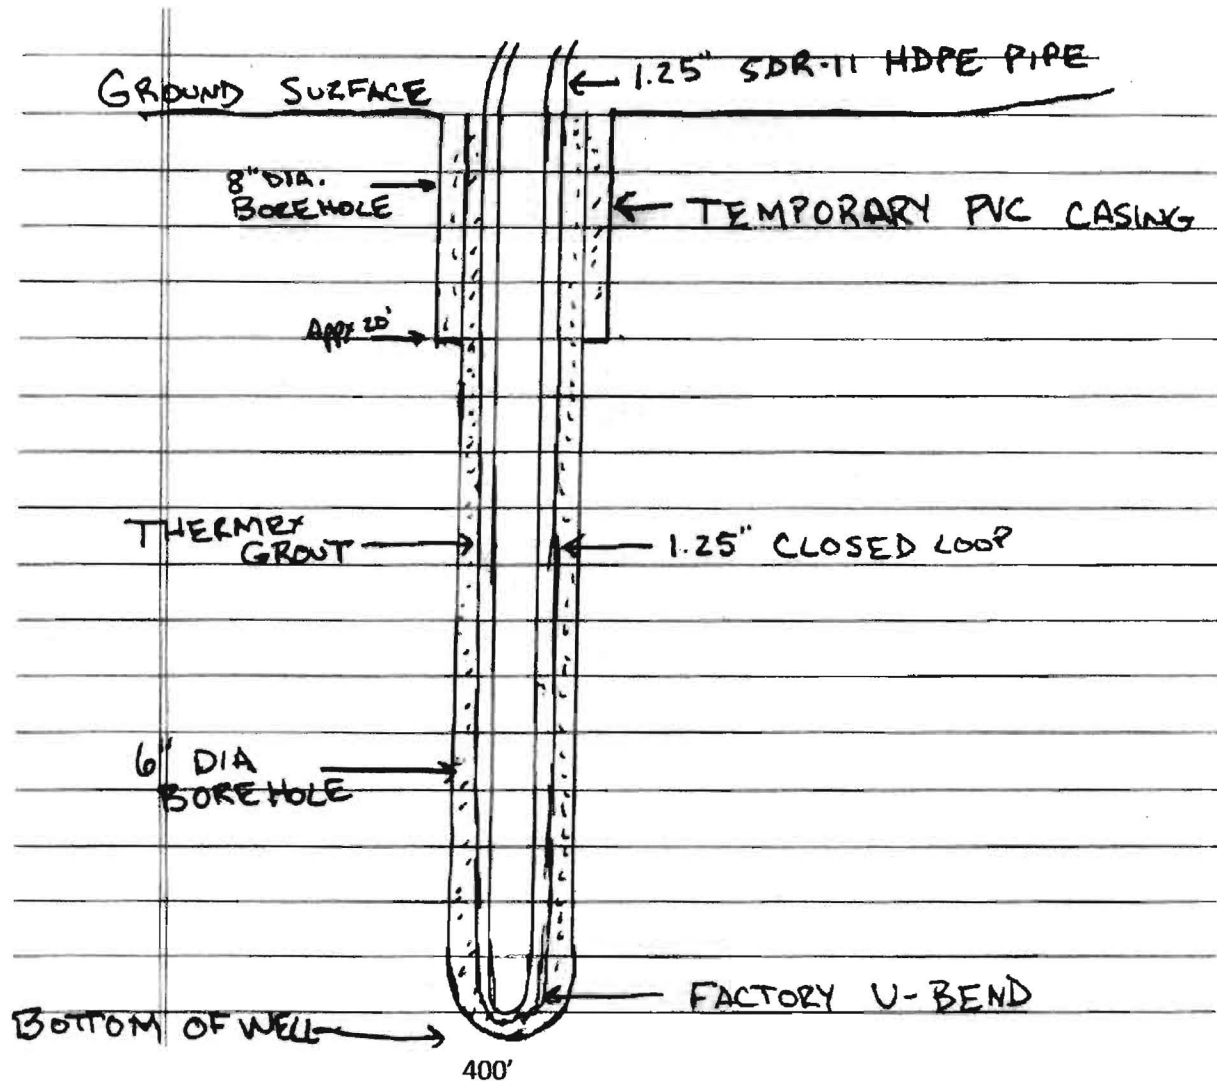 1.25" SDR-11 HDPE PIPE
GROUND SURFACE
8" DIA.
BOREHOLE
TEMPORARY PVC CASING
Appx 20'
THERMEX
GROUT
1.25" CLOSED LOOP
6" DIA
BOREHOLE
FACTORY U-BEND
BOTTOM OF WELL
400'